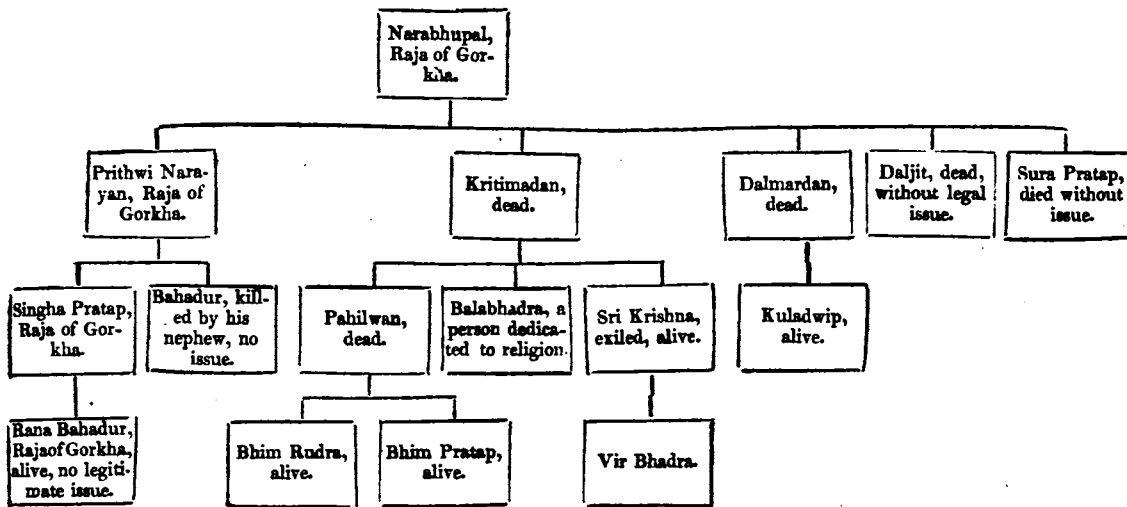 Narabhupal,
Raja of Gor-
kha.
Prithwi Nara-
yan, Raja of
Gorkha.
Kritimadan,
dead.
Dalmardan,
dead.
Daljit, dead,
without legal
issue.
Sura Pratap,
died without
issue.
Singha Pratap,
Raja of Gor-
kha.
Bahadur, kill-
ed by his
nephew, no
issue.
Pahilwan,
dead.
Balabhadra, a
person dedica-
ted to religion.
Sri Krishna,
exiled, alive.
Kuladwip,
alive.
Rana Bahadur,
Raja of Gorkha,
alive, no legiti-
mate issue.
Bhim Rudra,
alive.
Bhim Pratap,
alive.
Vir Bhadra.